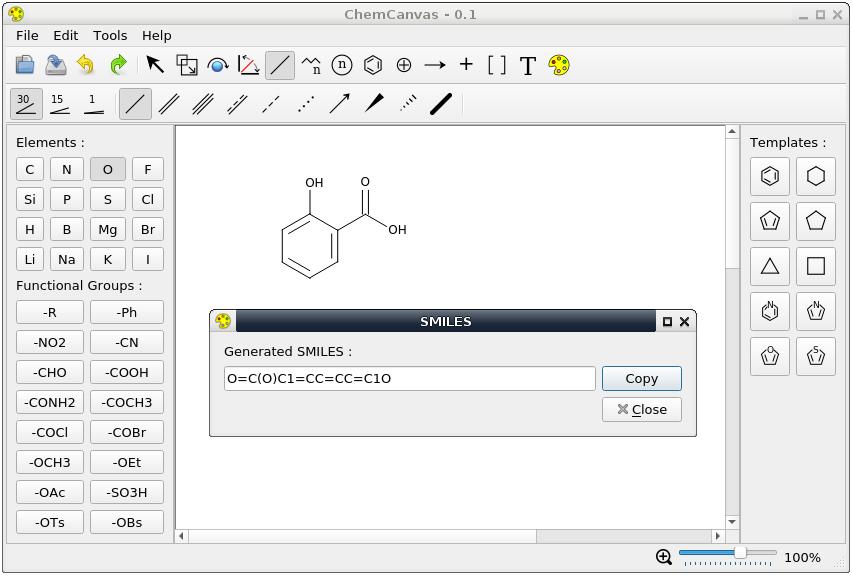 ChemCanvas - 0.1
File Edit Tools Help
n n + [ ] T
30 15 1
Elements : Templates :
C N O F
Si P S Cl
H B Mg Br
Li Na K I
Functional Groups :
-R -Ph
-NO2 -CN
-CHO -COOH
-CONH2 -COCH3
-COCl -COBr
-OCH3 -OEt
-OAc -SO3H
-OTs -OBs
OH O
OH
SMILES
Generated SMILES :
O=C(O)C1=CC=CC=C1O Copy
Close
N N
O S
100%